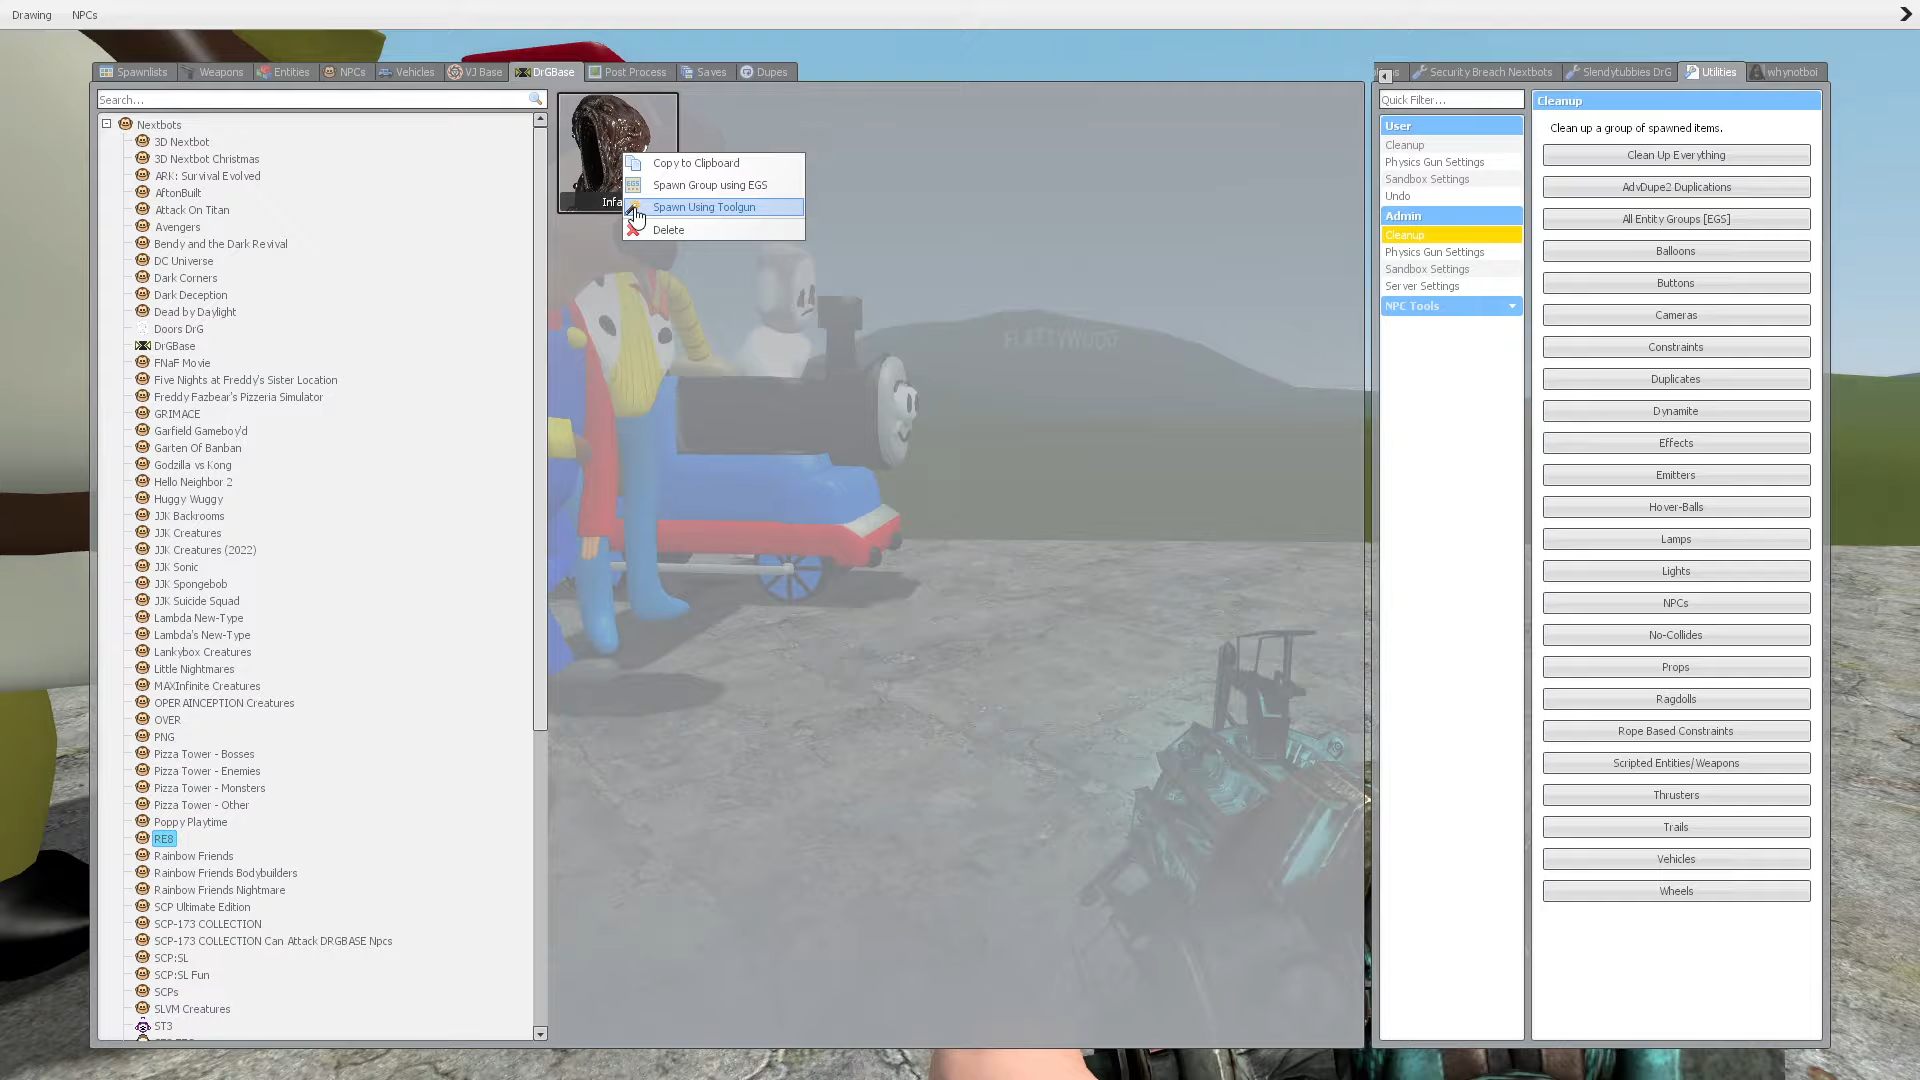 Drawing NPCs
Spawnlists Weapons Entities NPCs Vehicles VJ Base DrGBase Post Process Saves Dupes
Security Breach Nextbots Slendytubbies DrG Utilities whynotboi
Search...
Nextbots
3D Nextbot
3D Nextbot Christmas
ARK: Survival Evolved
AftonBuilt
Attack On Titan
Avengers
Bendy and the Dark Revival
DC Universe
Dark Corners
Dark Deception
Dead by Daylight
Doors DrG
DrGBase
FNaF Movie
Five Nights at Freddy's Sister Location
Freddy Fazbear's Pizzeria Simulator
GRIMACE
Garfield Gameboy'd
Garten Of Banban
Godzilla vs Kong
Hello Neighbor 2
Huggy Wuggy
JJK Backrooms
JJK Creatures
JJK Creatures (2022)
JJK Sonic
JJK Spongebob
JJK Suicide Squad
Lambda New-Type
Lambda's New-Type
Lankybox Creatures
Little Nightmares
MAXInfinite Creatures
OPERAINCEPTION Creatures
OVER
PNG
Pizza Tower - Bosses
Pizza Tower - Enemies
Pizza Tower - Monsters
Pizza Tower - Other
Poppy Playtime
RE8
Rainbow Friends
Rainbow Friends Bodybuilders
Rainbow Friends Nightmare
SCP Ultimate Edition
SCP-173 COLLECTION
SCP-173 COLLECTION Can Attack DRGBASE Npcs
SCP:SL
SCP:SL Fun
SCPs
SLVM Creatures
ST3
Infa
Copy to Clipboard
EGS Spawn Group using EGS
Spawn Using Toolgun
Delete
FLATYWOOD
Quick Filter...
User
Cleanup
Physics Gun Settings
Sandbox Settings
Undo
Admin
Cleanup
Physics Gun Settings
Sandbox Settings
Server Settings
NPC Tools
Cleanup
Clean up a group of spawned items.
Clean Up Everything
AdvDupe2 Duplications
All Entity Groups [EGS]
Balloons
Buttons
Cameras
Constraints
Duplicates
Dynamite
Effects
Emitters
Hover-Balls
Lamps
Lights
NPCs
No-Collides
Props
Ragdolls
Rope Based Constraints
Scripted Entities/Weapons
Thrusters
Trails
Vehicles
Wheels